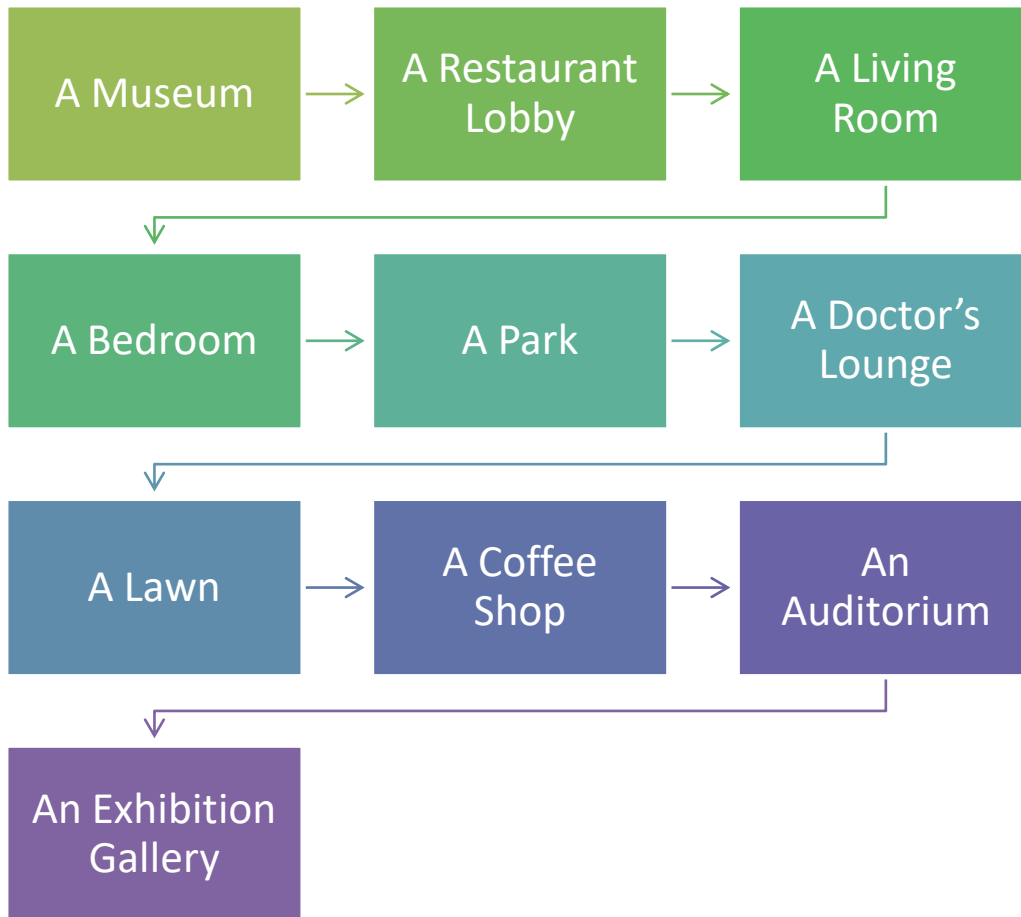 A Museum
A Restaurant
Lobby
A Living
Room
A Bedroom
A Park
A Doctor’s
Lounge
A Lawn
A Coffee
Shop
An
Auditorium
An Exhibition
Gallery